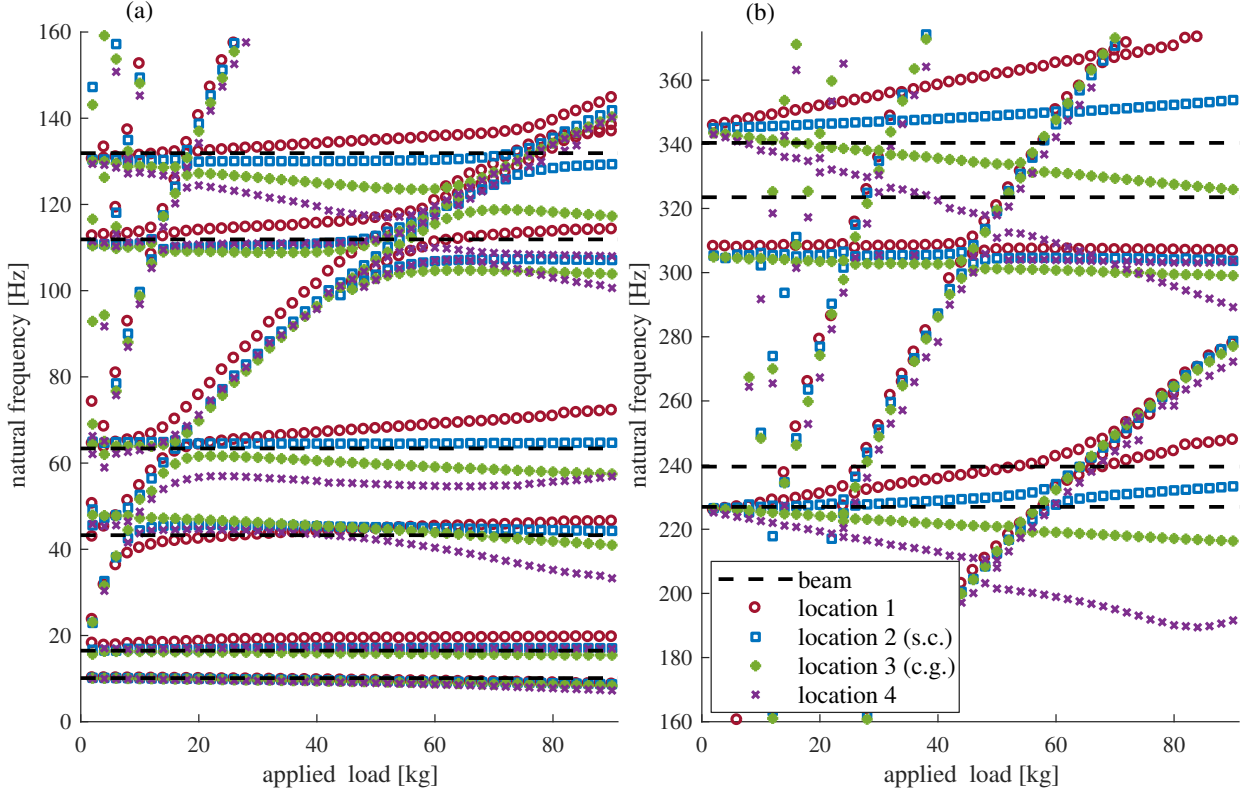 (a)
(b)
160
140
120
100
80
60
40
20
0
natural frequency [Hz]
0
20
40
60
80
applied load [kg]
360
340
320
300
280
260
240
220
200
180
160
natural frequency [Hz]
0
20
40
60
80
applied load [kg]
beam
location 1
location 2 (s.c.)
location 3 (c.g.)
location 4